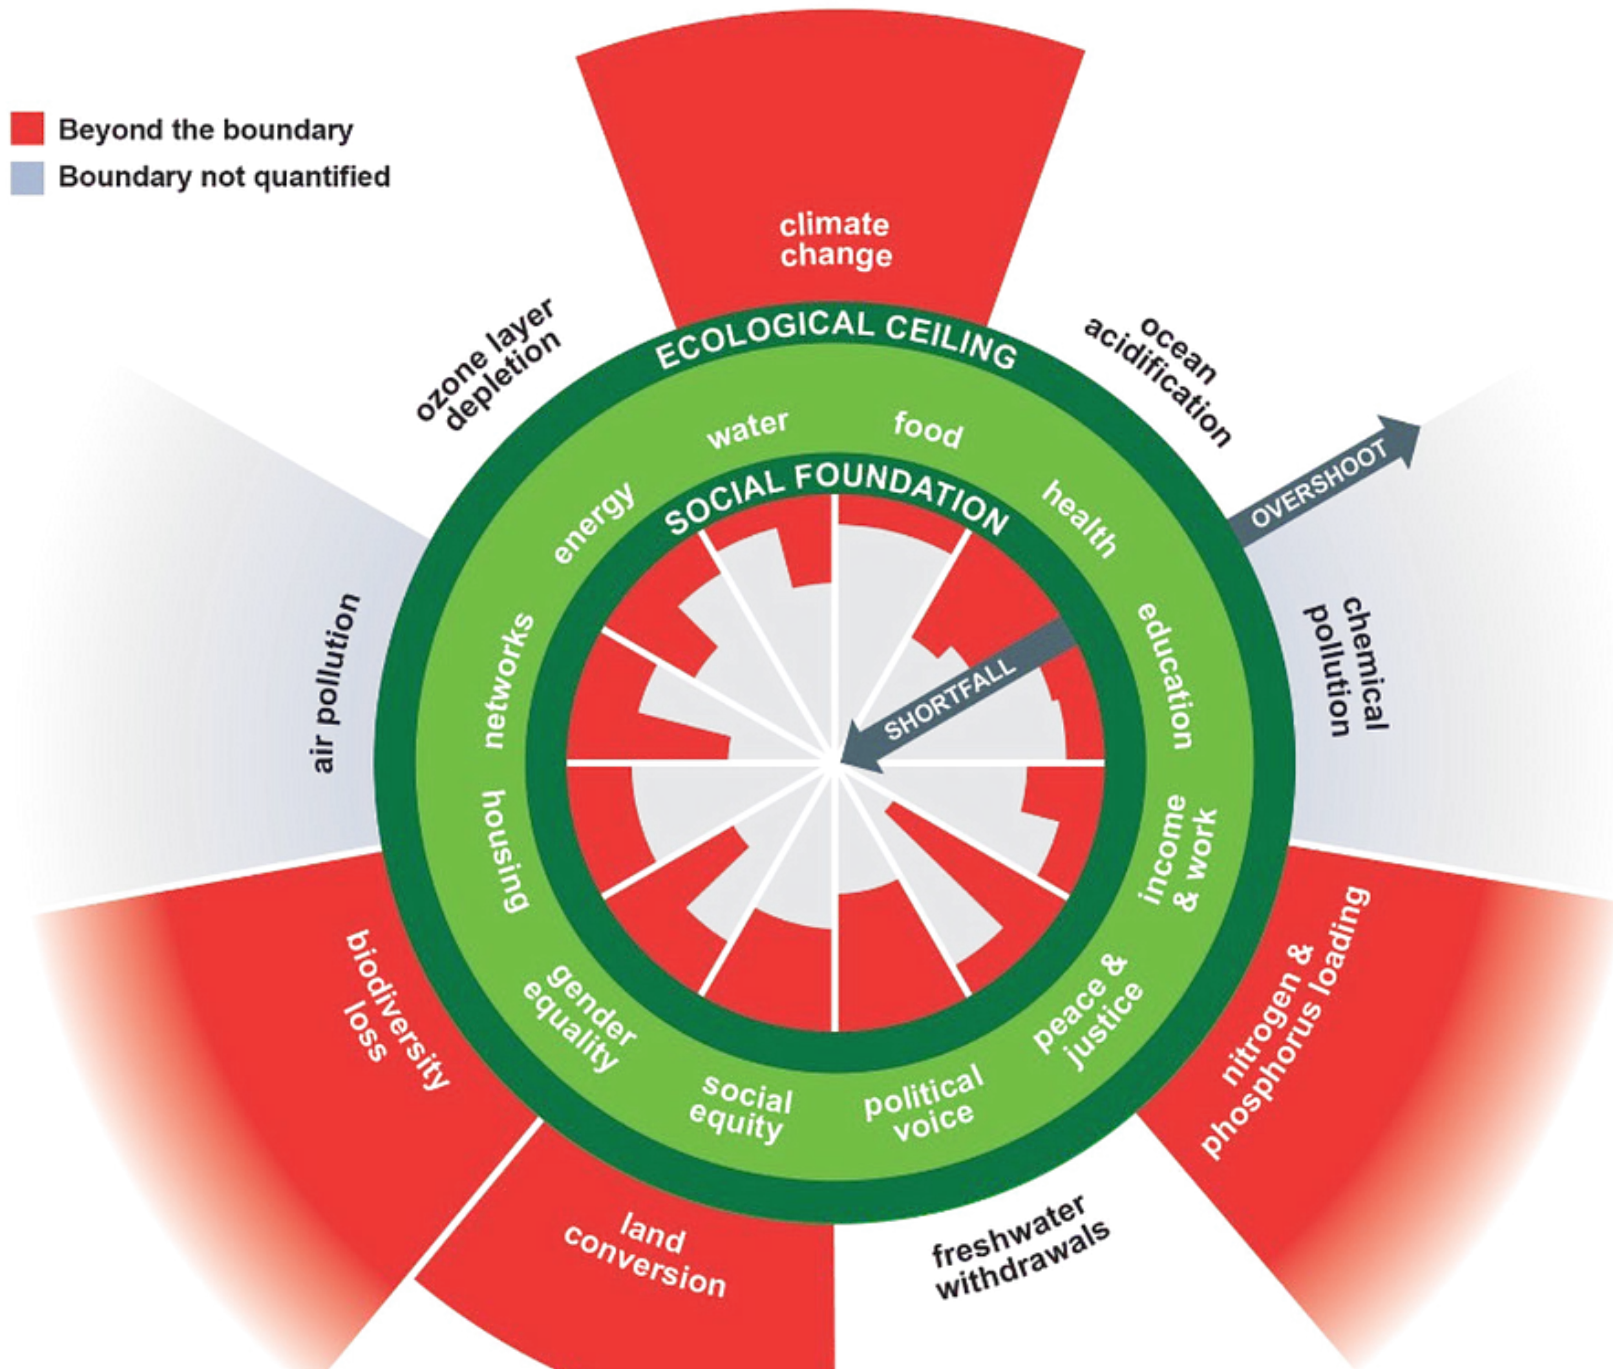 Beyond the boundary
Boundary not quantified
climate
change
ozone layer
depletion
ocean
acidification
ECOLOGICAL CEILING
OVERSHOOT
water
food
energy
health
SOCIAL FOUNDATION
networks
education
SHORTFALL
air pollution
chemical
pollution
housing
income
& work
biodiversity
loss
nitrogen &
phosphorus loading
gender
equality
peace &
justice
social
equity
political
voice
land
conversion
freshwater
withdrawals